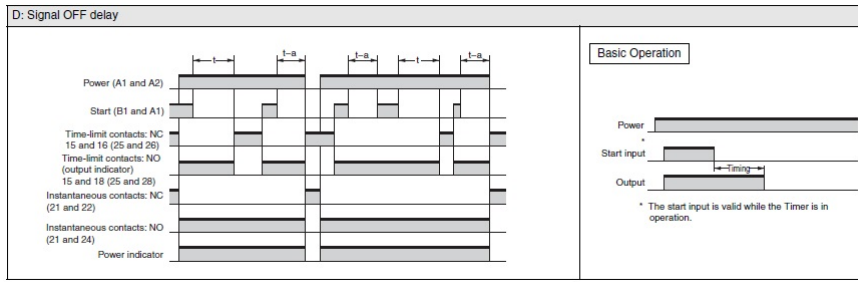 D: Signal OFF delay
t
t–a
t–a
t
t–a
Power (A1 and A2)
Start (B1 and A1)
Time-limit contacts: NC
15 and 16 (25 and 26)
Time-limit contacts: NO
(output indicator)
15 and 18 (25 and 28)
Instantaneous contacts: NC
(21 and 22)
Instantaneous contacts: NO
(21 and 24)
Power indicator
Basic Operation
Power
*
Start input
Timing
Output
* The start input is valid while the Timer is in
operation.